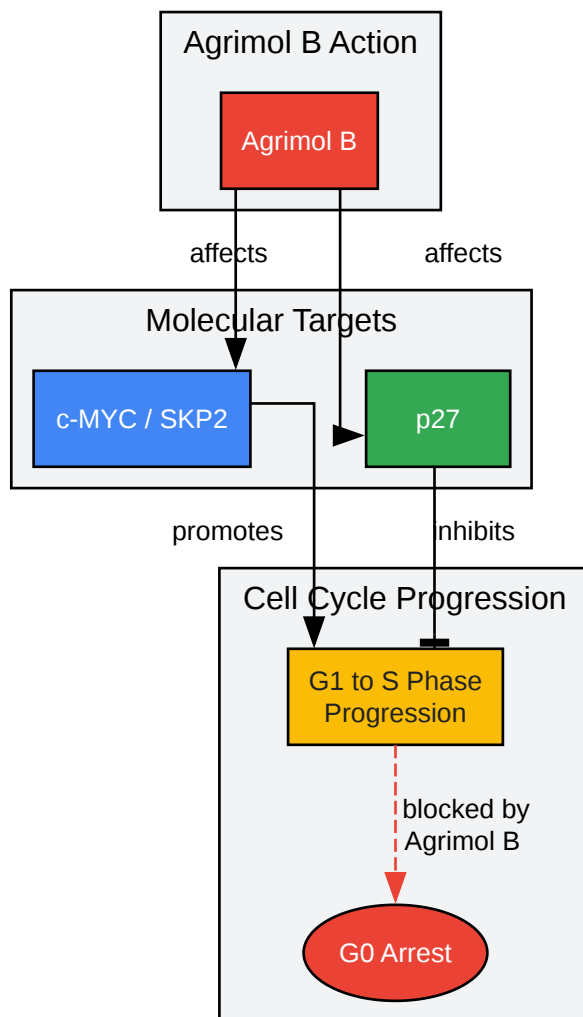 Agrimol B Action
Agrimol B
affects
affects
Molecular Targets
c-MYC / SKP2
p27
promotes
inhibits
Cell Cycle Progression
G1 to S Phase
Progression
blocked by
Agrimol B
G0 Arrest